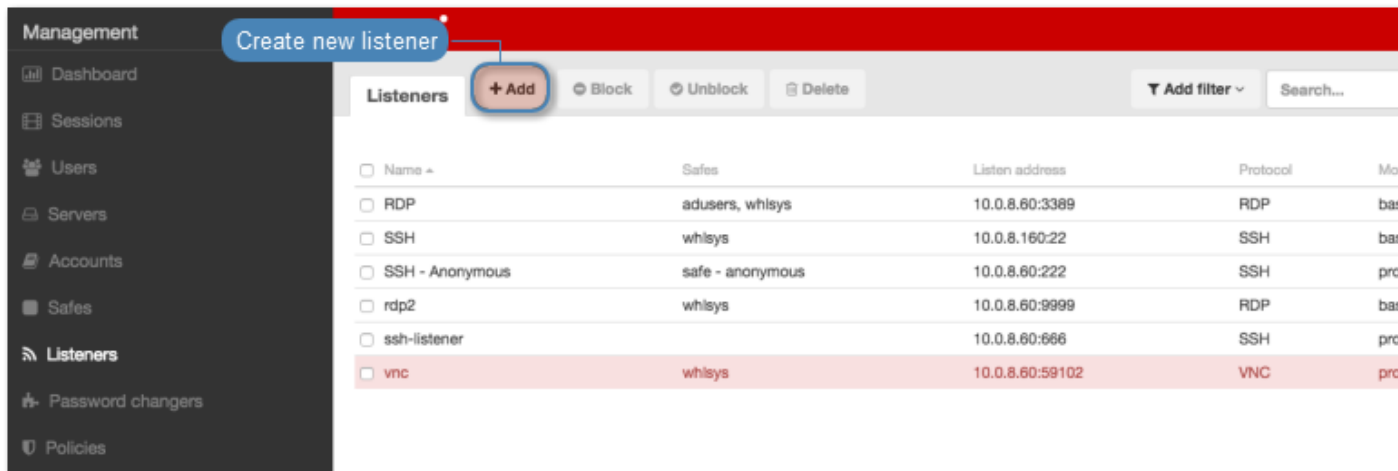 Management
Create new listener
Dashboard
Sessions
Users
Servers
Accounts
Safes
Listeners
Password changers
Policies
Listeners + Add Block Unblock Delete Add filter Search...
Name Safes Listen address Protocol
RDP adusers, whlsys 10.0.8.60:3389 RDP
SSH whlsys 10.0.8.160:22 SSH
SSH - Anonymous safe - anonymous 10.0.8.60:222 SSH
rdp2 whlsys 10.0.8.60:9999 RDP
ssh-listener 10.0.8.60:666 SSH
vnc whlsys 10.0.8.60:59102 VNC